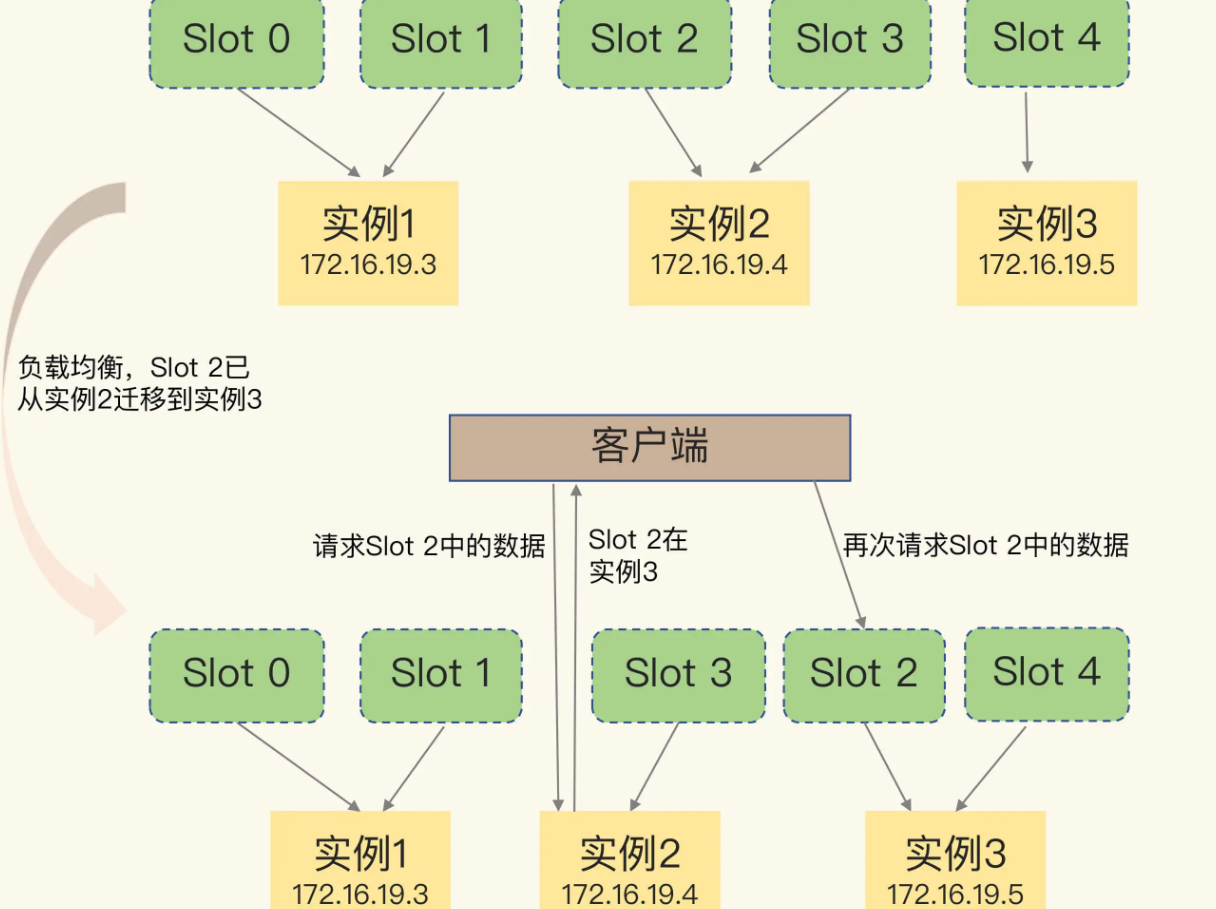 Slot 0
Slot 1
Slot 2
Slot 3
Slot 4
实例1
172.16.19.3
实例2
172.16.19.4
实例3
172.16.19.5
负载均衡，Slot 2已
从实例2迁移到实例3
客户端
请求Slot 2中的数据
Slot 2在
实例3
再次请求Slot 2中的数据
Slot 0
Slot 1
Slot 3
Slot 2
Slot 4
实例1
172.16.19.3
实例2
172.16.19.4
实例3
172.16.19.5